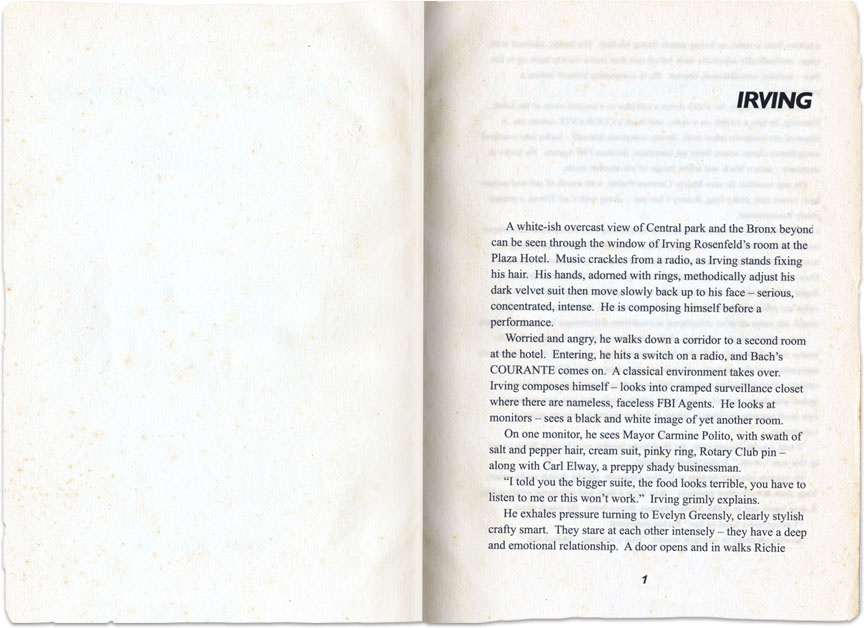 IRVING
A white-ish overcast view of Central park and the Bronx beyond
can be seen through the window of Irving Rosenfeld's room at the
Plaza Hotel.  Music crackles from a radio, as Irving stands fixing
his hair.  His hands, adorned with rings, methodically adjust his
dark velvet suit then move slowly back up to his face – serious,
concentrated, intense.  He is composing himself before a
performance.
Worried and angry, he walks down a corridor to a second room
at the hotel.  Entering, he hits a switch on a radio, and Bach's
COURANTE comes on.  A classical environment takes over.
Irving composes himself – looks into cramped surveillance closet
where there are nameless, faceless FBI Agents.  He looks at
monitors – sees a black and white image of yet another room.
On one monitor, he sees Mayor Carmine Polito, with swath of
salt and pepper hair, cream suit, pinky ring, Rotary Club pin –
along with Carl Elway, a preppy shady businessman.
“I told you the bigger suite, the food looks terrible, you have to
listen to me or this won't work.”  Irving grimly explains.
He exhales pressure turning to Evelyn Greensly, clearly stylish
crafty smart.  They stare at each other intensely – they have a deep
and emotional relationship.  A door opens and in walks Richie
1